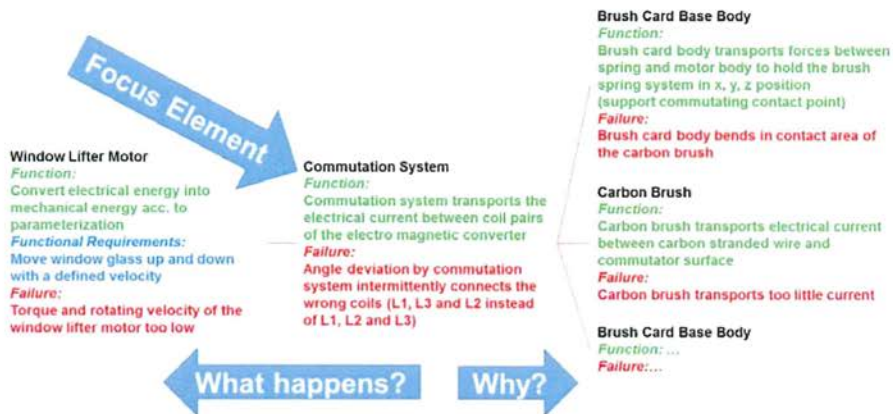 Focus Element
Window Lifter Motor
Function:
Convert electrical energy into
mechanical energy acc. to
parameterization
Functional Requirements:
Move window glass up and down
with a defined velocity
Failure:
Torque and rotating velocity of the
window lifter motor too low
Commutation System
Function:
Commutation system transports the
electrical current between coil pairs
of the electro magnetic converter
Failure:
Angle deviation by commutation
system intermittently connects the
wrong coils (L1, L3 and L2 instead
of L1, L2 and L3)
Brush Card Base Body
Function:
Brush card body transports forces between
spring and motor body to hold the brush
spring system in x, y, z position
(support commutating contact point)
Failure:
Brush card body bends in contact area of
the carbon brush
Carbon Brush
Function:
Carbon brush transports electrical current
between carbon stranded wire and
commutator surface
Failure:
Carbon brush transports too little current
Brush Card Base Body
Function: ...
Failure:...
What happens?
Why?